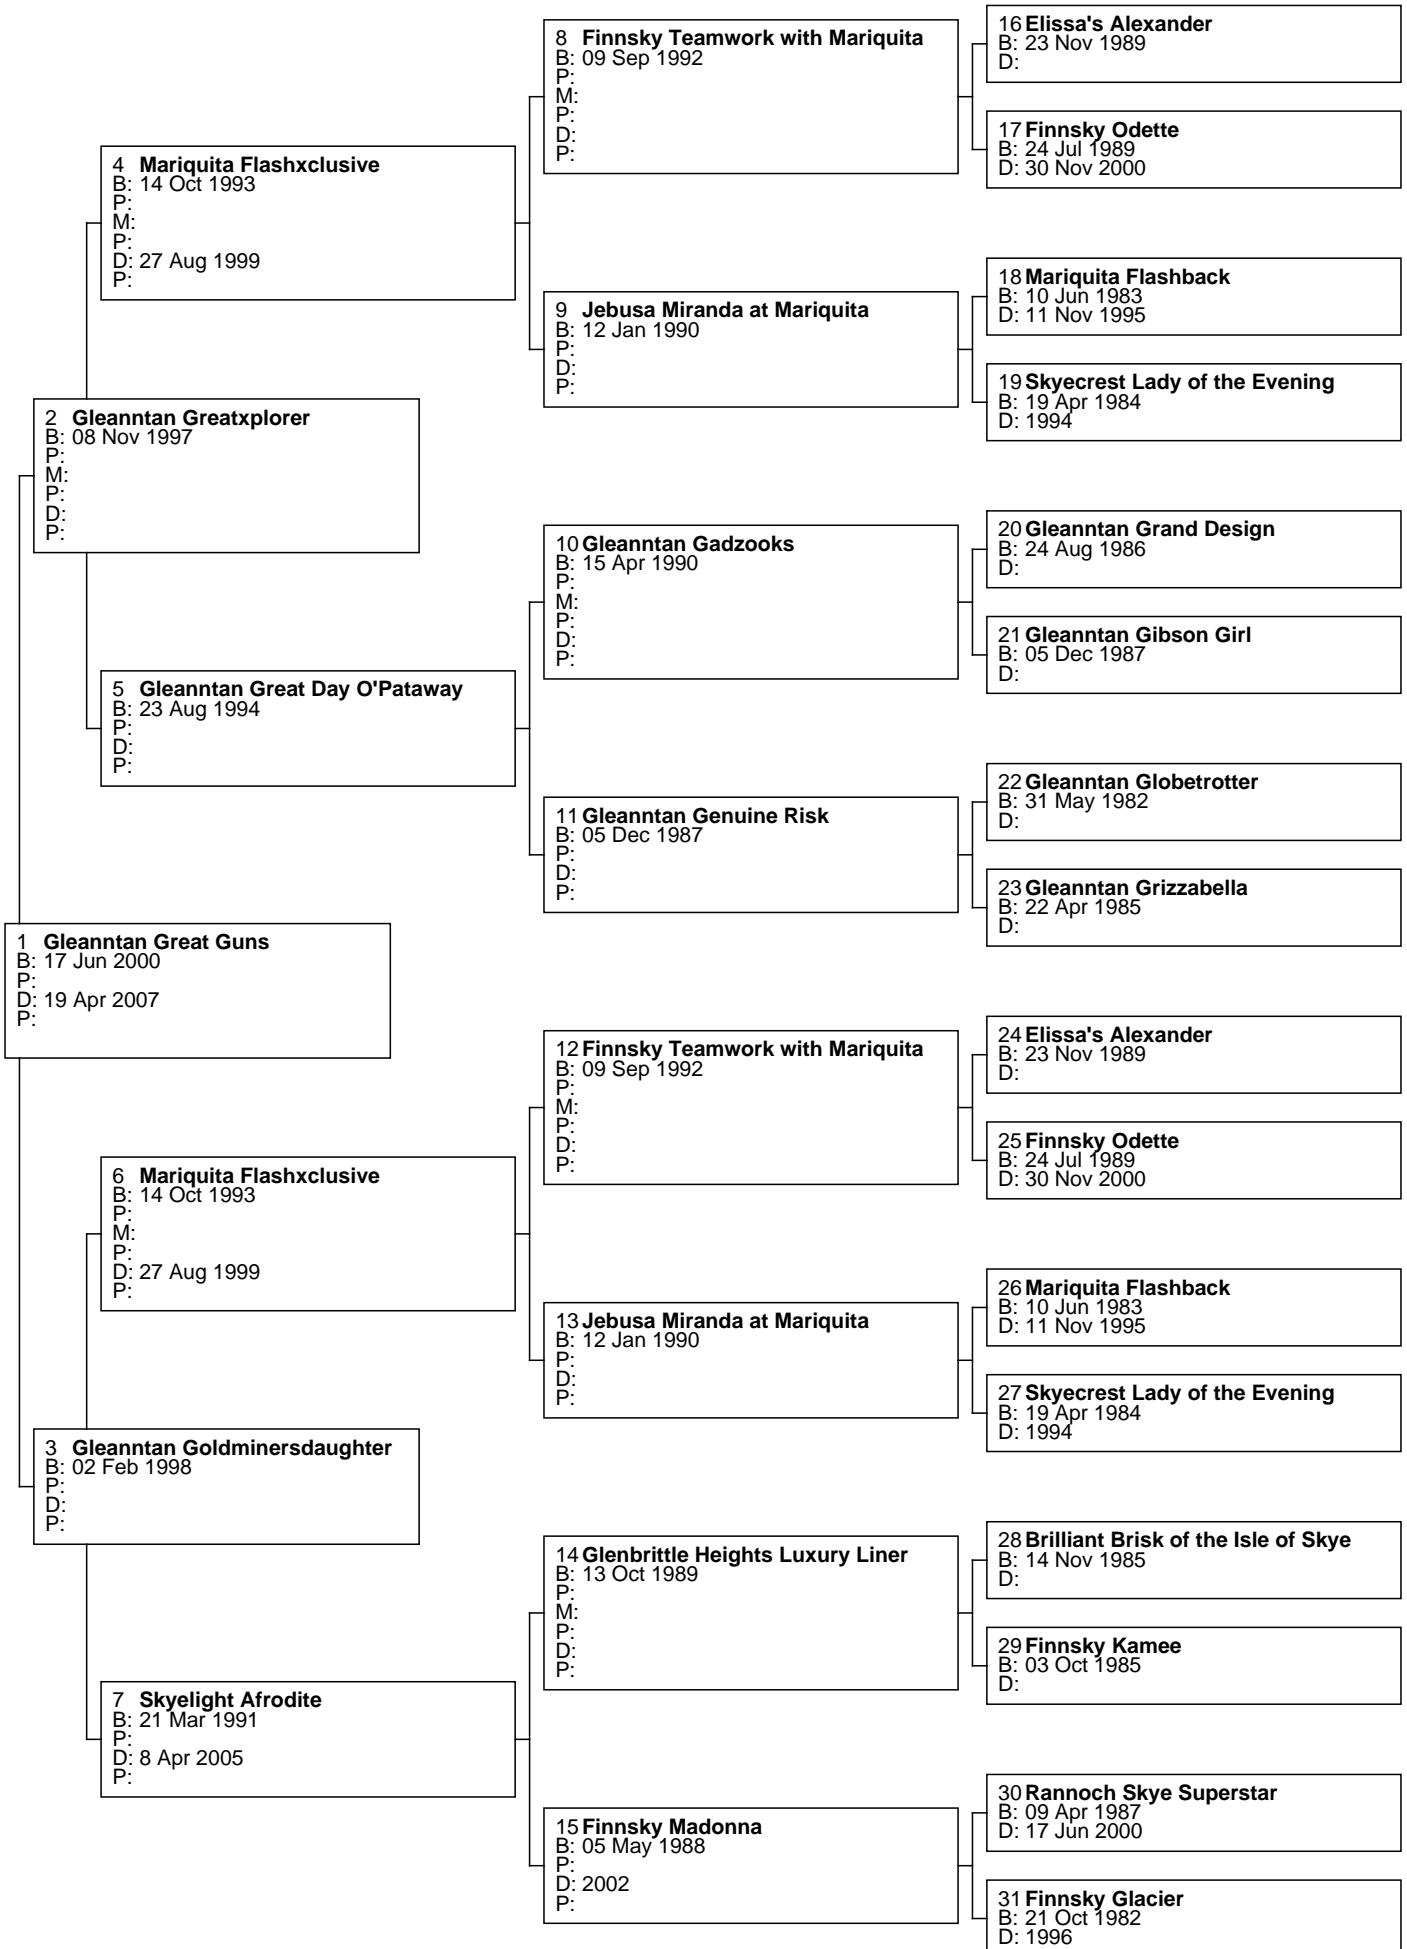 8 Finnsky Teamwork with Mariquita
B: 09 Sep 1992
P:
M:
P:
D:
P:
16 Elissa's Alexander
B: 23 Nov 1989
D:
17 Finnsky Odette
B: 24 Jul 1989
D: 30 Nov 2000
4 Mariquita Flashxclusive
B: 14 Oct 1993
P:
M:
P:
D: 27 Aug 1999
P:
9 Jebusa Miranda at Mariquita
B: 12 Jan 1990
P:
D:
P:
18 Mariquita Flashback
B: 10 Jun 1983
D: 11 Nov 1995
19 Skyecrest Lady of the Evening
B: 19 Apr 1984
D: 1994
2 Gleanntan Greatxplorer
B: 08 Nov 1997
P:
M:
P:
D:
P:
10 Gleanntan Gadzooks
B: 15 Apr 1990
P:
M:
P:
D:
P:
20 Gleanntan Grand Design
B: 24 Aug 1986
D:
21 Gleanntan Gibson Girl
B: 05 Dec 1987
D:
5 Gleanntan Great Day O'Pataway
B: 23 Aug 1994
P:
D:
P:
11 Gleanntan Genuine Risk
B: 05 Dec 1987
P:
D:
P:
22 Gleanntan Globetrotter
B: 31 May 1982
D:
23 Gleanntan Grizzabella
B: 22 Apr 1985
D:
1 Gleanntan Great Guns
B: 17 Jun 2000
P:
D: 19 Apr 2007
P:
12 Finnsky Teamwork with Mariquita
B: 09 Sep 1992
P:
M:
P:
D:
P:
24 Elissa's Alexander
B: 23 Nov 1989
D:
25 Finnsky Odette
B: 24 Jul 1989
D: 30 Nov 2000
6 Mariquita Flashxclusive
B: 14 Oct 1993
P:
M:
P:
D: 27 Aug 1999
P:
13 Jebusa Miranda at Mariquita
B: 12 Jan 1990
P:
D:
P:
26 Mariquita Flashback
B: 10 Jun 1983
D: 11 Nov 1995
27 Skyecrest Lady of the Evening
B: 19 Apr 1984
D: 1994
3 Gleanntan Goldminersdaughter
B: 02 Feb 1998
P:
D:
P:
14 Glenbrittle Heights Luxury Liner
B: 13 Oct 1989
P:
M:
P:
D:
P:
28 Brilliant Brisk of the Isle of Skye
B: 14 Nov 1985
D:
29 Finnsky Kamee
B: 03 Oct 1985
D:
7 Skyelight Afrodite
B: 21 Mar 1991
P:
D: 8 Apr 2005
P:
15 Finnsky Madonna
B: 05 May 1988
P:
D: 2002
P:
30 Rannoch Skye Superstar
B: 09 Apr 1987
D: 17 Jun 2000
31 Finnsky Glacier
B: 21 Oct 1982
D: 1996